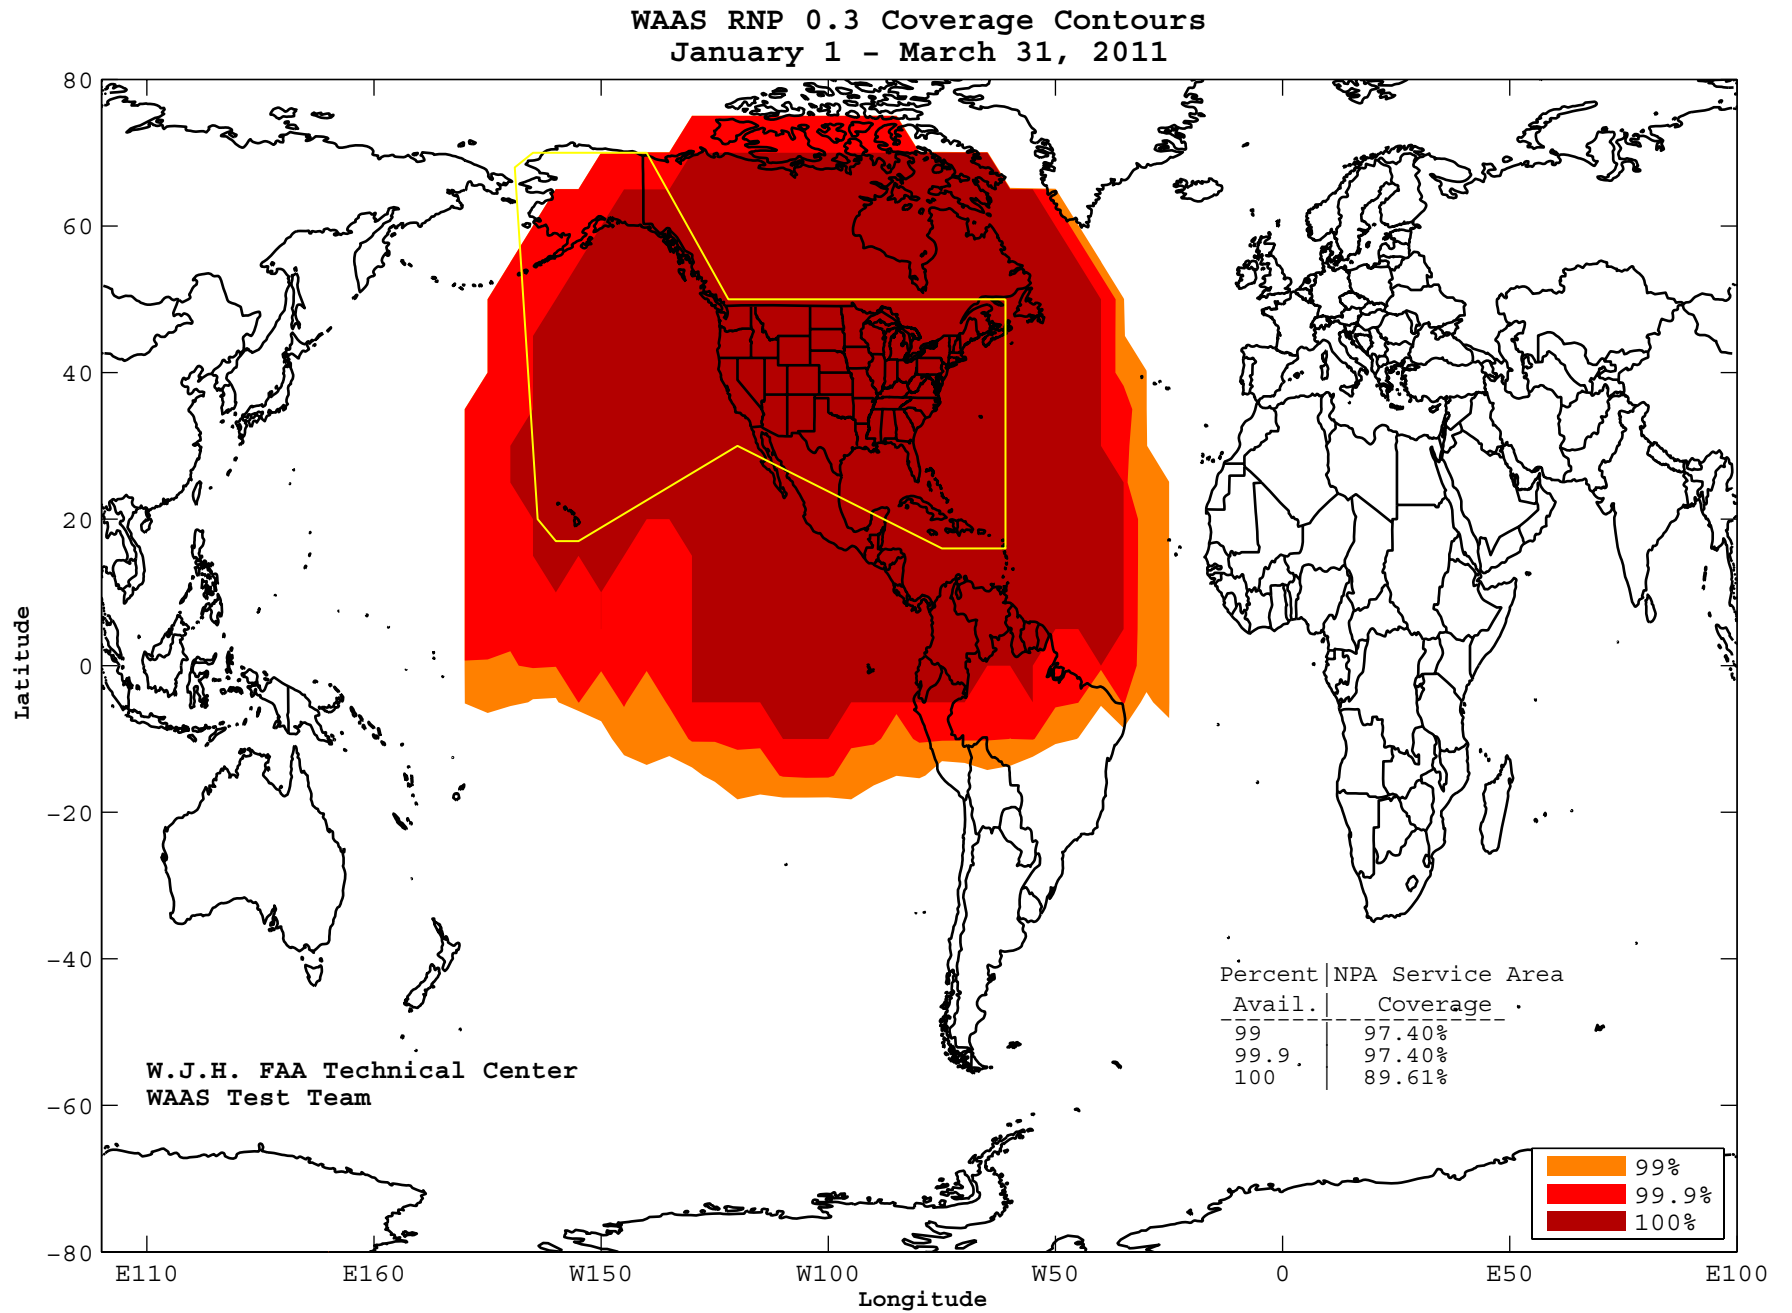 WAAS RNP 0.3 Coverage Contours
January 1 – March 31, 2011
80
60
40
20
0
−20
−40
−60
−80
Latitude
Percent|NPA Service Area
Avail.| Coverage
99 | 97.40%
99.9 | 97.40%
100 | 89.61%
W.J.H. FAA Technical Center
WAAS Test Team
99%
99.9%
100%
E110 E160 W150 W100 W50 0 E50 E100
Longitude